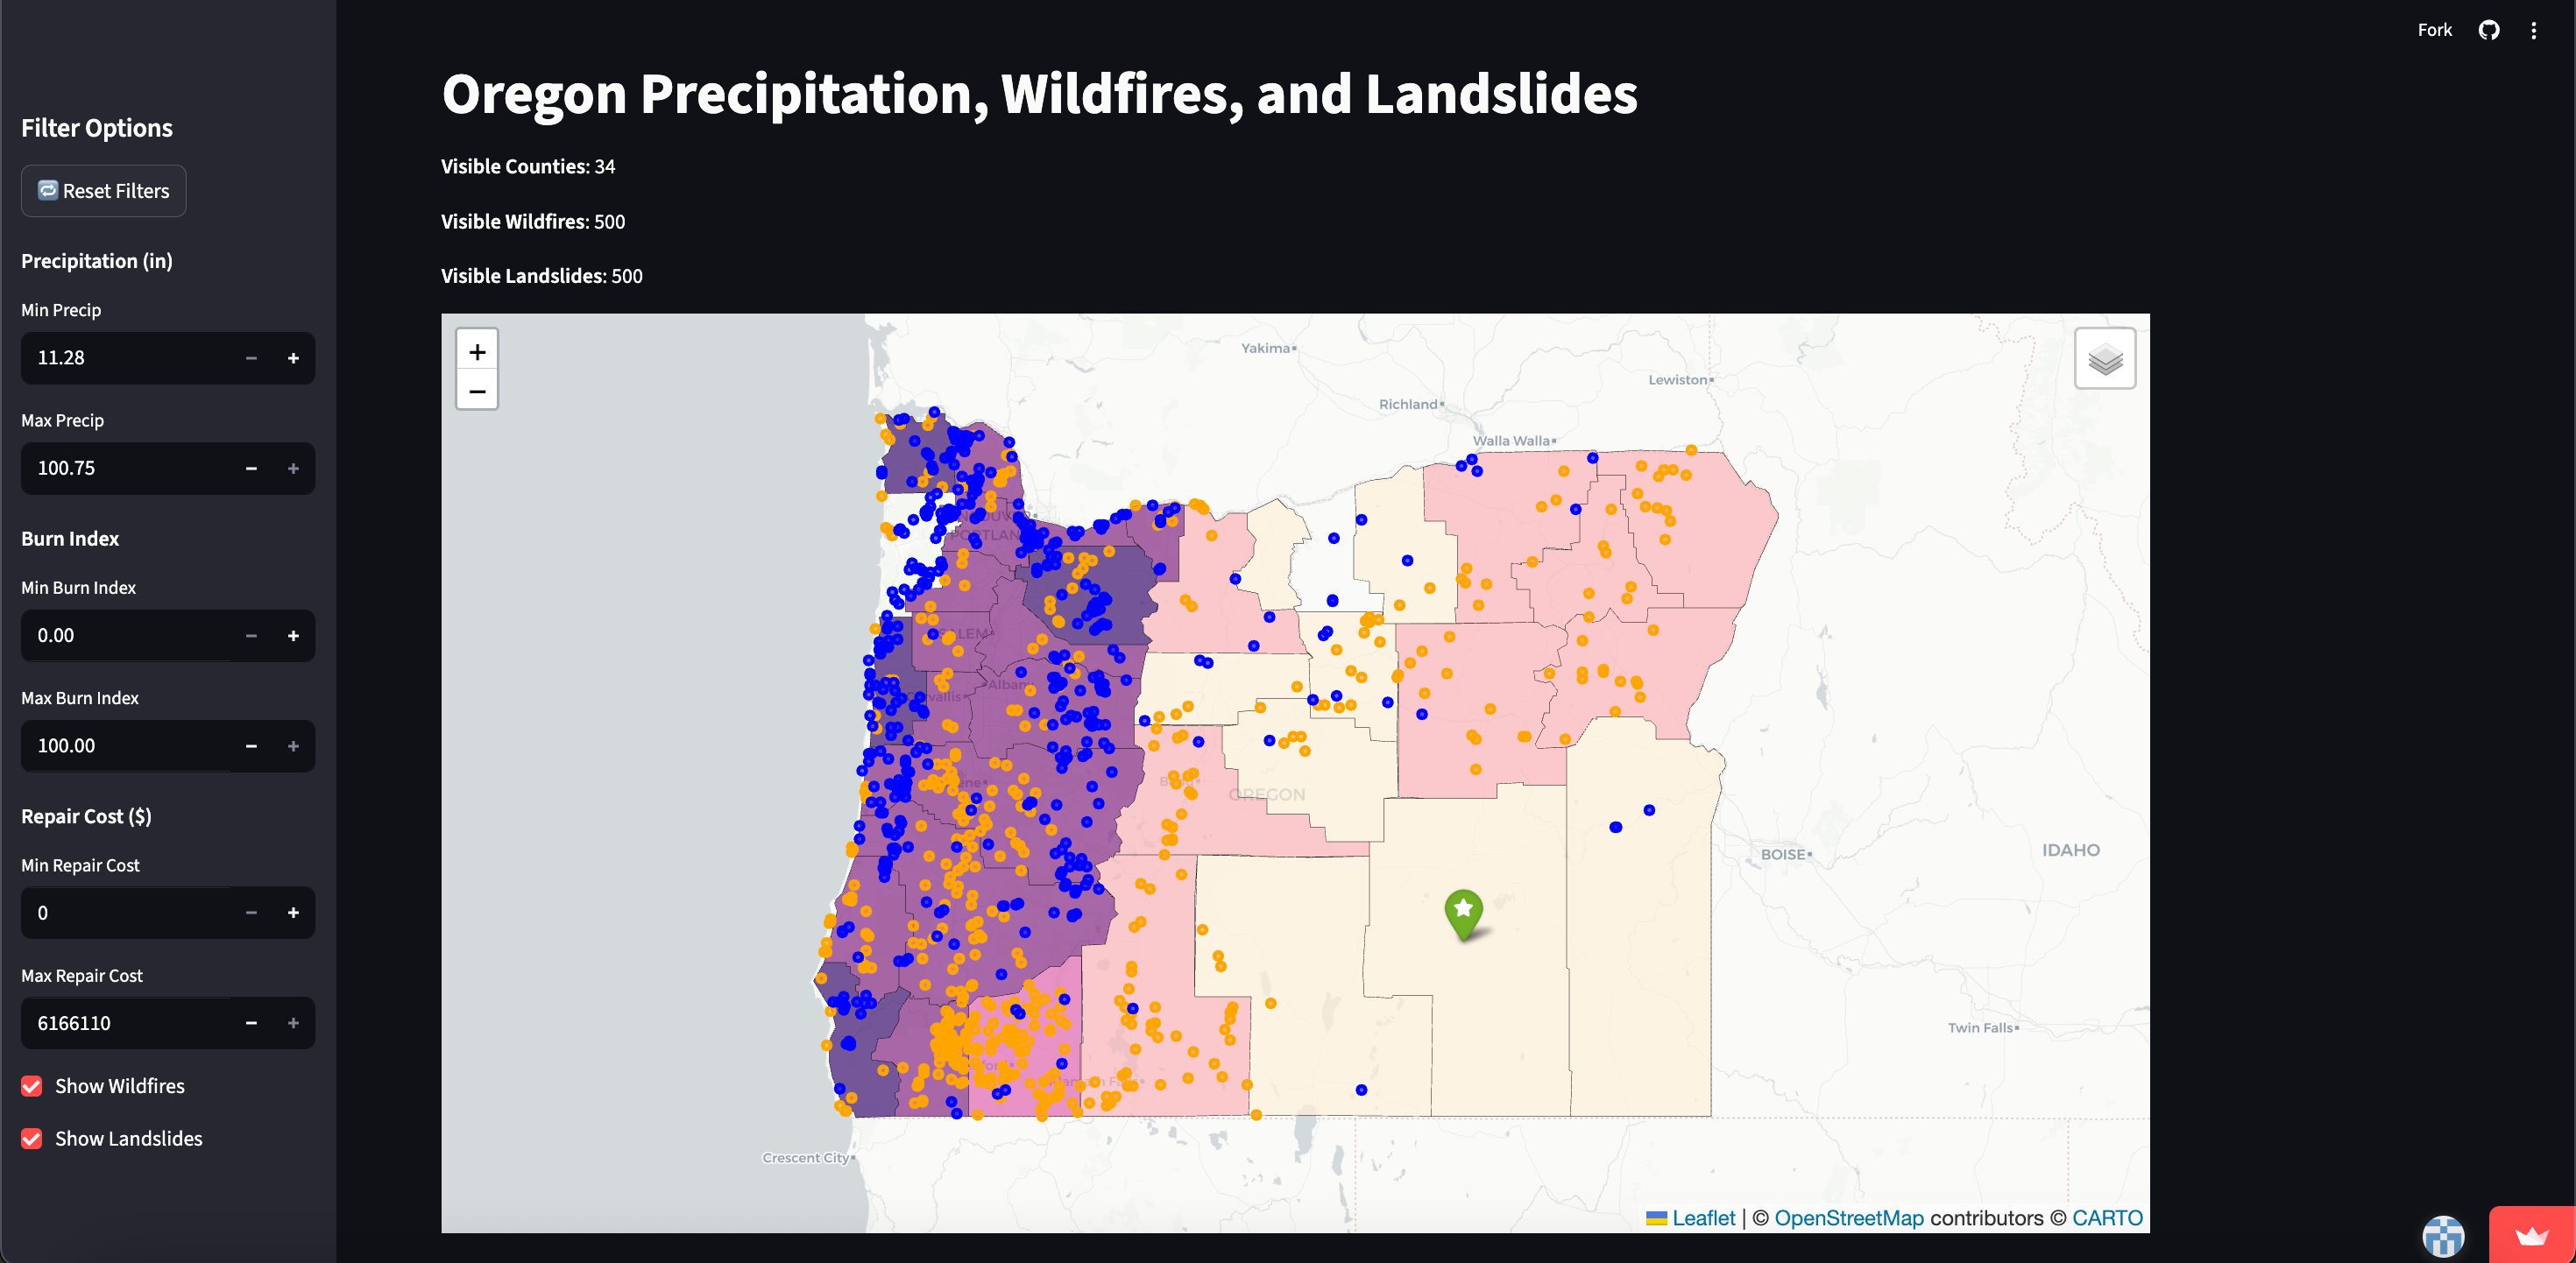 Fork
Filter Options
Reset Filters
Precipitation (in)
Min Precip
11.28
Max Precip
100.75
Burn Index
Min Burn Index
0.00
Max Burn Index
100.00
Repair Cost ($)
Min Repair Cost
0
Max Repair Cost
6166110
Show Wildfires
Show Landslides
Oregon Precipitation, Wildfires, and Landslides
Visible Counties: 34
Visible Wildfires: 500
Visible Landslides: 500
+
−
Yakima
Lewiston
Richland
Walla Walla
Albany
OREGON
BOISE
IDAHO
Twin Falls
Crescent City
Leaflet | © OpenStreetMap contributors © CARTO